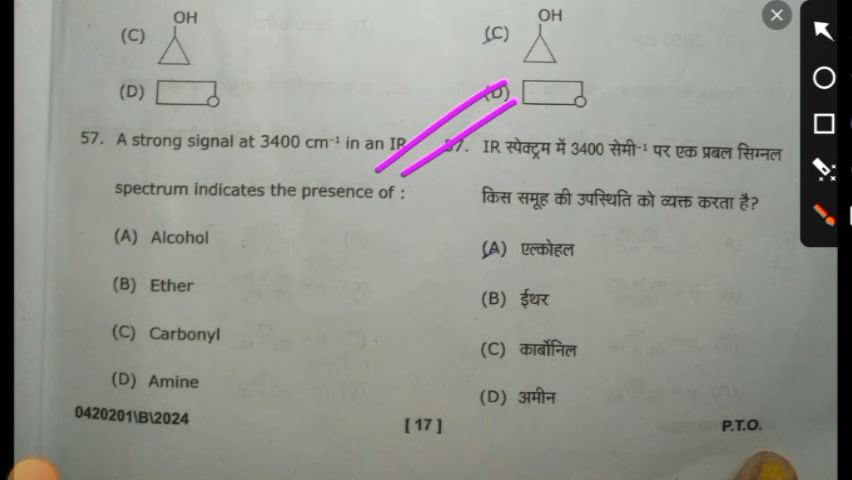 OH
(C)
(D)
57. A strong signal at 3400 cm⁻¹ in an IR
spectrum indicates the presence of :
(A) Alcohol
(B) Ether
(C) Carbonyl
(D) Amine
0420201\B\2024
OH
(C)
(D)
57. IR स्पेक्ट्रम में 3400 सेमी⁻¹ पर एक प्रबल सिग्नल
किस समूह की उपस्थिति को व्यक्त करता है?
(A) एल्कोहल
(B) ईथर
(C) कार्बोनिल
(D) अमीन
[ 17 ]
P.T.O.